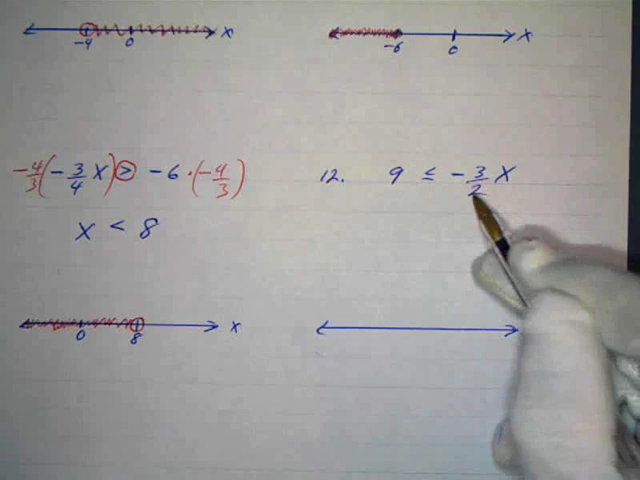 -4 0 x
-6 0 x
-4/3(-3/4 x) > -6 · (-4/3)
x < 8
12. 9 ≤ -3/2 x
0 8 x